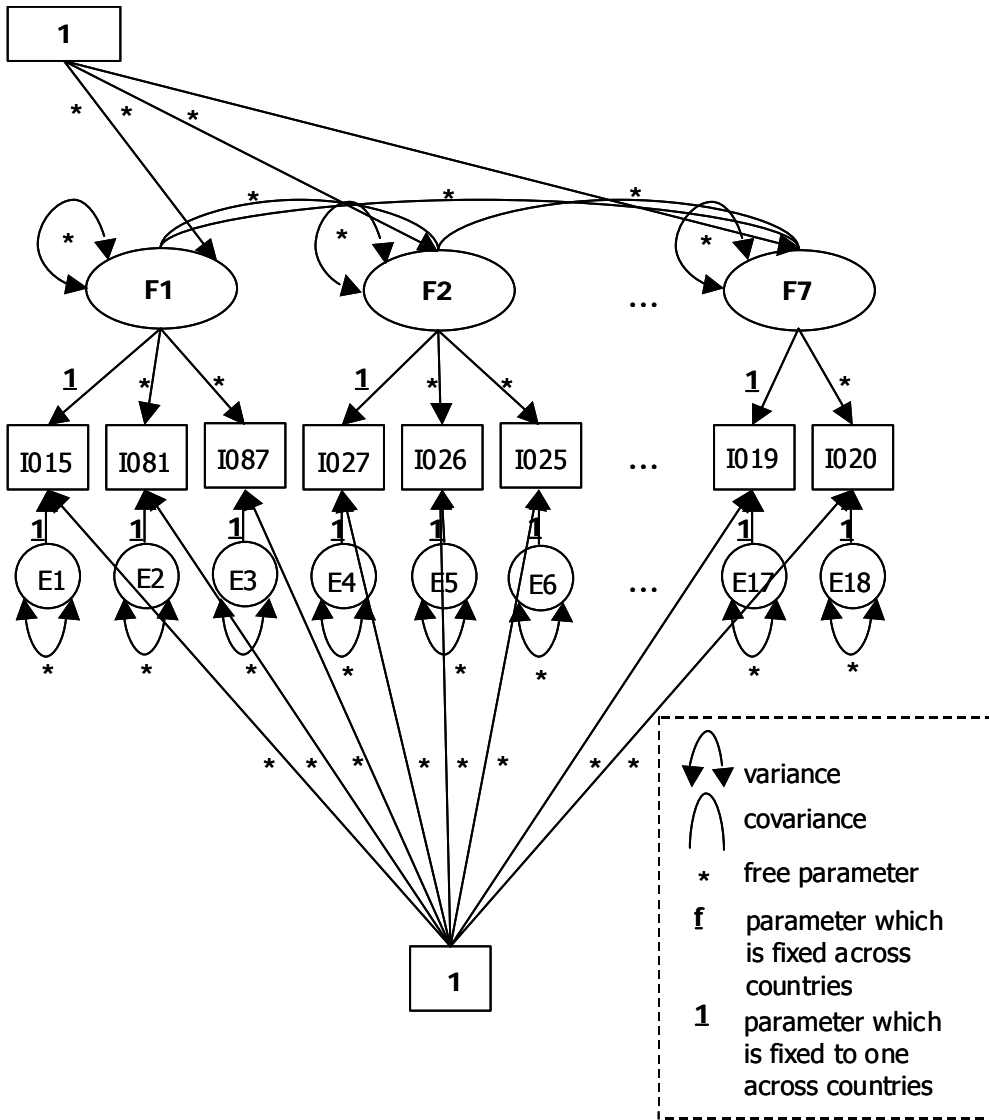 1
* * *
* * *
* * *
F1 F2 ... F7
1 * * 1 * * 1 *
I015 I081 I087 I027 I026 I025 ... I019 I020
1 1 1 1 1 1 1 1
E1 E2 E3 E4 E5 E6 ... E17 E18
* * * * * * * *
* * * * * * * *
1
variance
covariance
* free parameter
f parameter which
is fixed across
countries
1 parameter which
is fixed to one
across countries